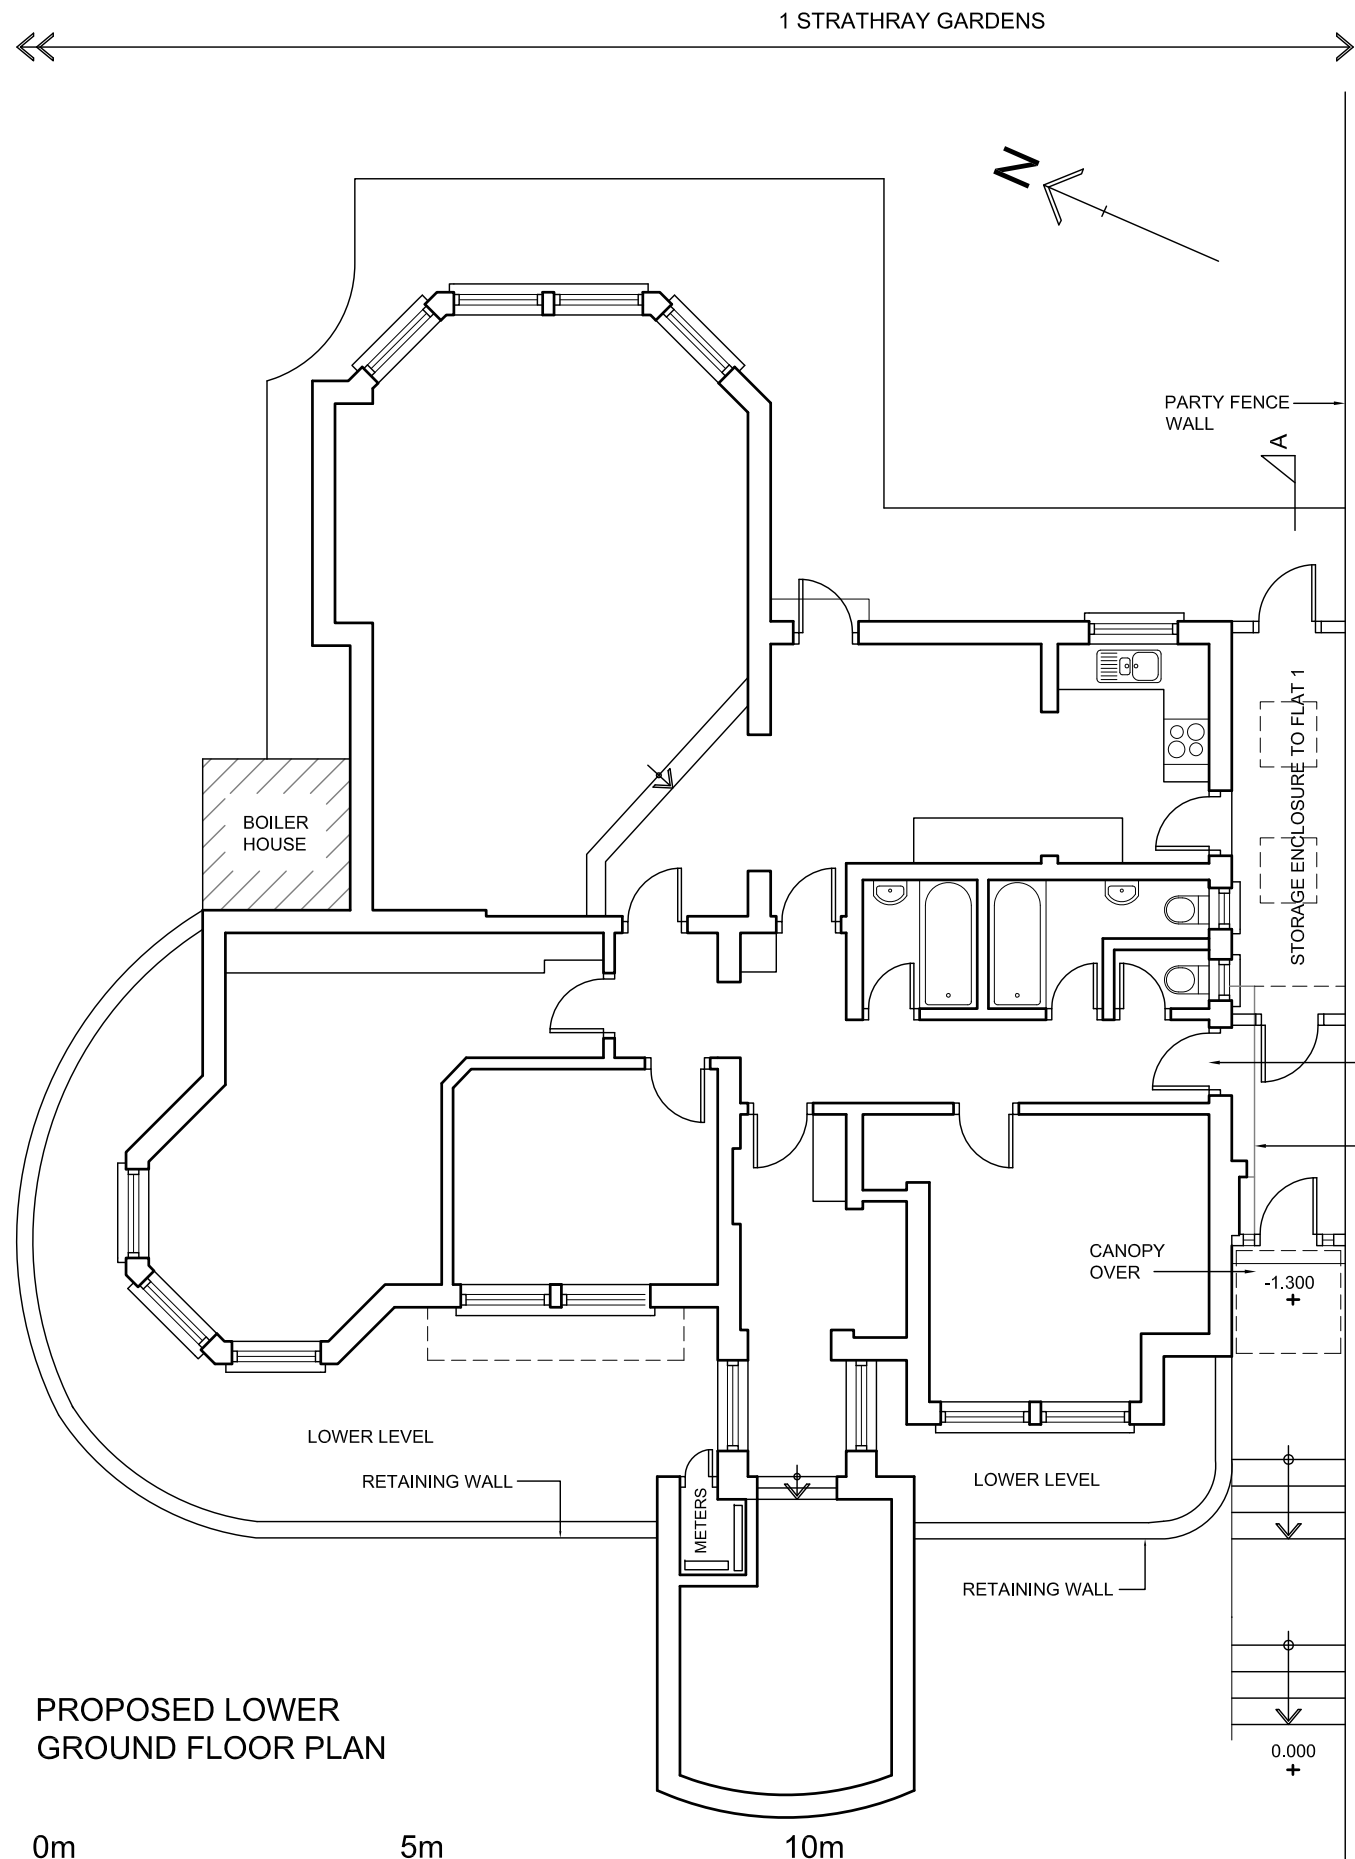 1 STRATHRAY GARDENS
N
PARTY FENCE
WALL
A
STORAGE ENCLOSURE TO FLAT 1
BOILER
HOUSE
CANOPY
OVER
-1.300
LOWER LEVEL
RETAINING WALL
METERS
LOWER LEVEL
RETAINING WALL
PROPOSED LOWER
GROUND FLOOR PLAN
0.000
0m
5m
10m